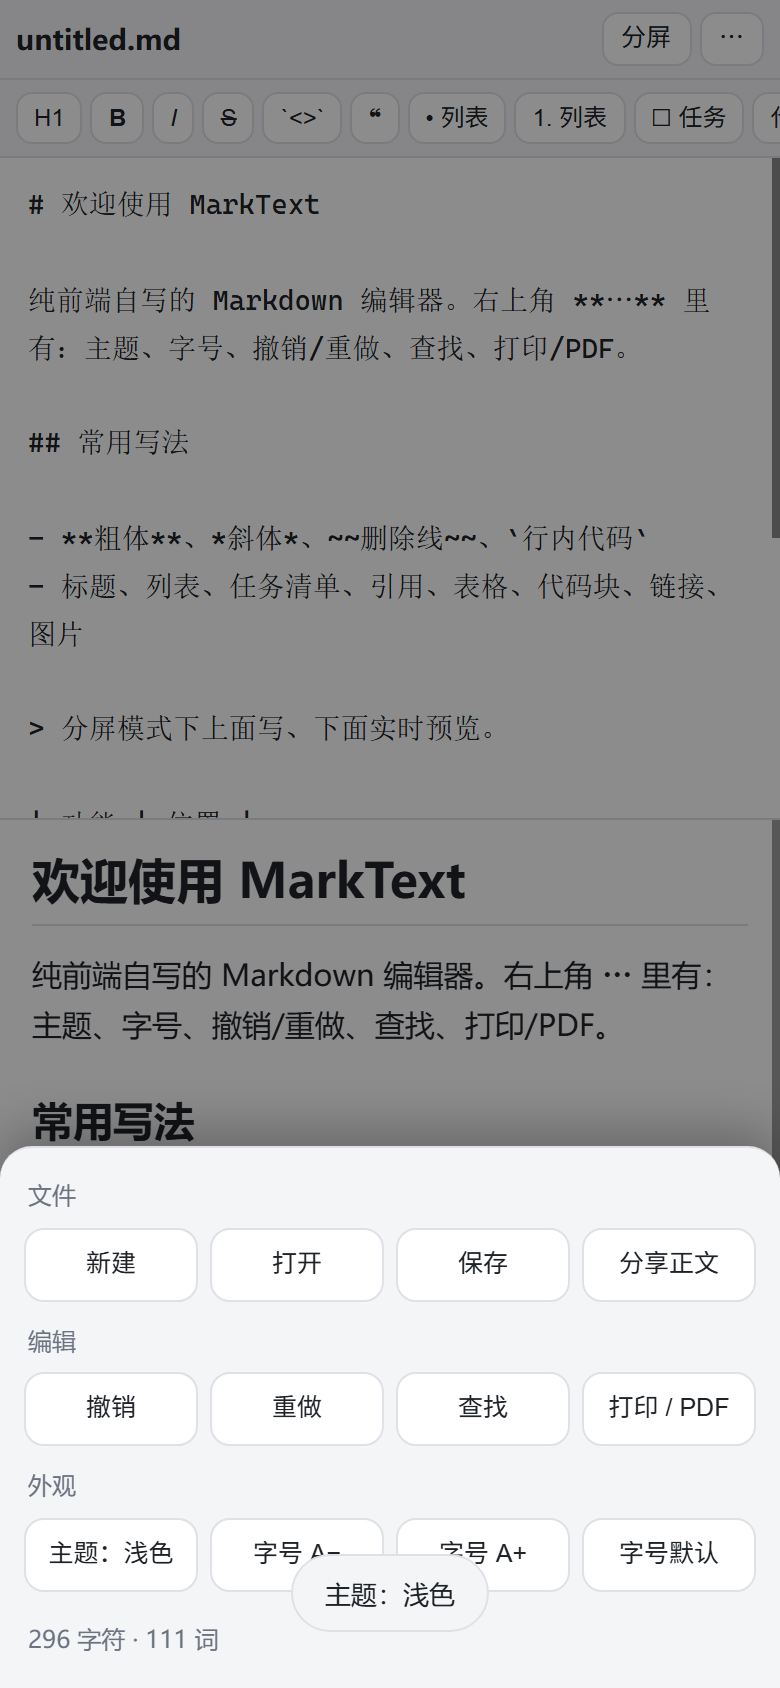 untitled.md 分屏 ···
H1 B I S `<>` ❝ • 列表 1. 列表 ☐ 任务
# 欢迎使用 MarkText
纯前端自写的 Markdown 编辑器。右上角 **···** 里
有：主题、字号、撤销/重做、查找、打印/PDF。
## 常用写法
- **粗体**、*斜体*、~~删除线~~、`行内代码`
- 标题、列表、任务清单、引用、表格、代码块、链接、
图片
> 分屏模式下上面写、下面实时预览。
| 功能 | 位置 |
欢迎使用 MarkText
纯前端自写的 Markdown 编辑器。右上角 ··· 里有：
主题、字号、撤销/重做、查找、打印/PDF。
常用写法
文件
新建 打开 保存 分享正文
编辑
撤销 重做 查找 打印 / PDF
外观
主题：浅色 字号 A− 字号 A+ 字号默认
主题：浅色
296 字符 · 111 词